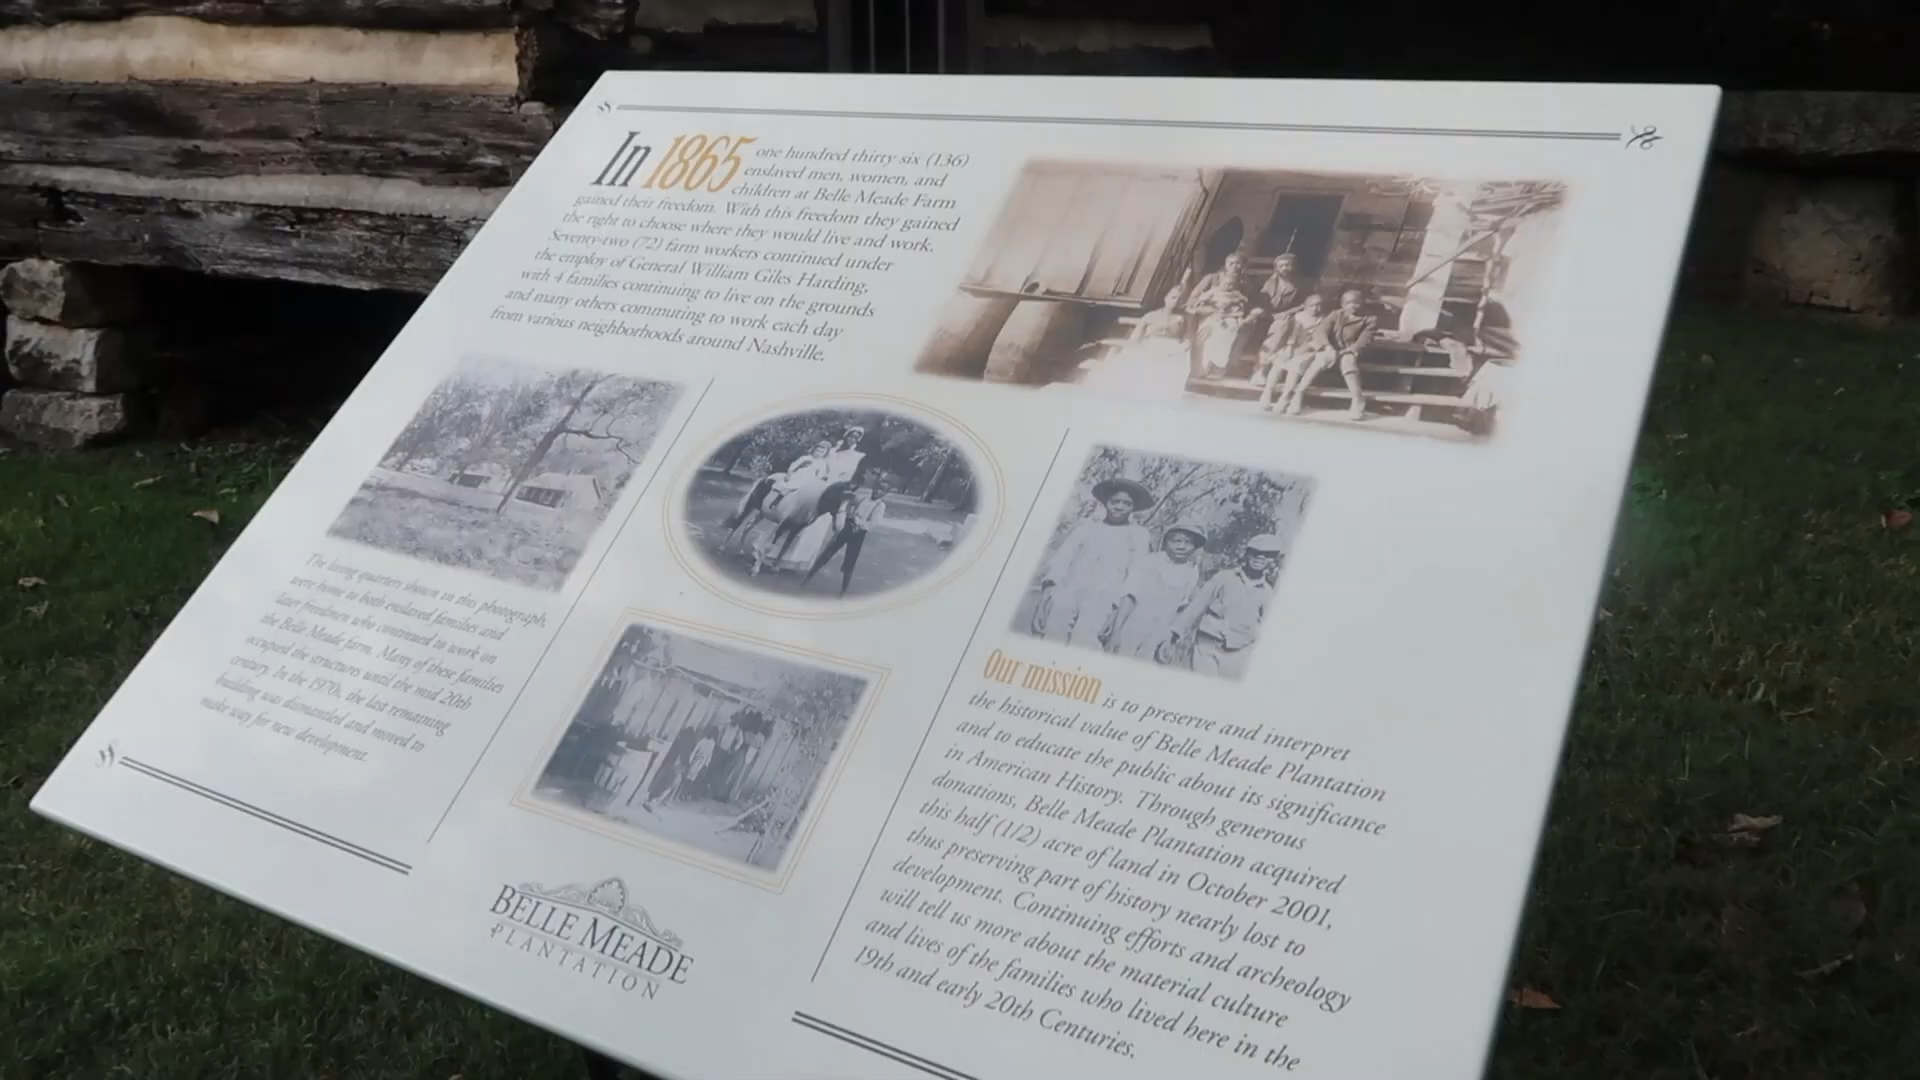 In 1865 one hundred thirty six (136)
enslaved men, women, and
children at Belle Meade Farm
gained their freedom. With this freedom they gained
the right to choose where they would live and work.
Seventy-two (72) farm workers continued under
the employ of General William Giles Harding,
with 4 families continuing to live on the grounds
and many others commuting to work each day
from various neighborhoods around Nashville.
The living quarters shown in this photograph,
were home to both enslaved families and
later freedmen who continued to work on
the Belle Meade farm. Many of these families
occupied the structures until the mid 20th
century. In the 1970s, the last remaining
building was dismantled and moved to
make way for new development.
BELLE MEADE
PLANTATION
Our mission is to preserve and interpret
the historical value of Belle Meade Plantation
and to educate the public about its significance
in American History. Through generous
donations, Belle Meade Plantation acquired
this half (1/2) acre of land in October 2001,
thus preserving part of history nearly lost to
development. Continuing efforts and archeology
will tell us more about the material culture
and lives of the families who lived here in the
19th and early 20th Centuries.